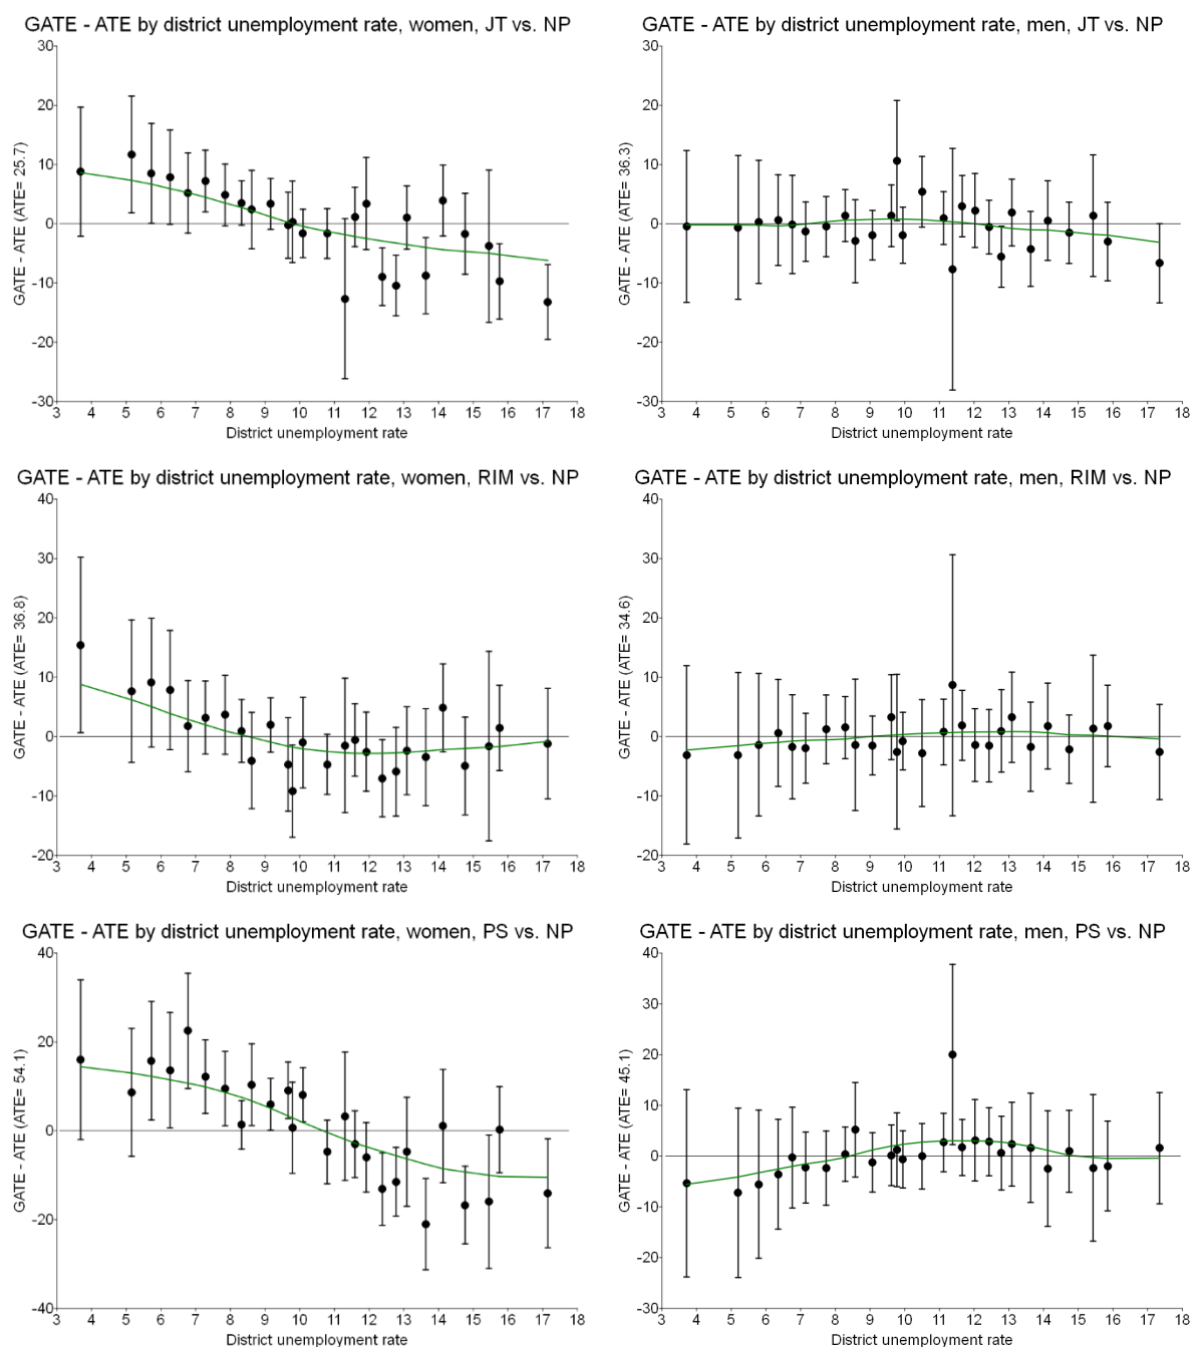 GATE - ATE by district unemployment rate, women, JT vs. NP
30
20
10
0
-10
-20
-30
GATE - ATE (ATE= 25.7)
3 4 5 6 7 8 9 10 11 12 13 14 15 16 17 18
District unemployment rate
GATE - ATE by district unemployment rate, men, JT vs. NP
30
20
10
0
-10
-20
-30
GATE - ATE (ATE= 36.3)
3 4 5 6 7 8 9 10 11 12 13 14 15 16 17 18
District unemployment rate
GATE - ATE by district unemployment rate, women, RIM vs. NP
40
30
20
10
0
-10
-20
GATE - ATE (ATE= 36.8)
3 4 5 6 7 8 9 10 11 12 13 14 15 16 17 18
District unemployment rate
GATE - ATE by district unemployment rate, men, RIM vs. NP
40
30
20
10
0
-10
-20
GATE - ATE (ATE= 34.6)
3 4 5 6 7 8 9 10 11 12 13 14 15 16 17 18
District unemployment rate
GATE - ATE by district unemployment rate, women, PS vs. NP
40
20
0
-20
-40
GATE - ATE (ATE= 54.1)
3 4 5 6 7 8 9 10 11 12 13 14 15 16 17 18
District unemployment rate
GATE - ATE by district unemployment rate, men, PS vs. NP
40
30
20
10
0
-10
-20
-30
GATE - ATE (ATE= 45.1)
3 4 5 6 7 8 9 10 11 12 13 14 15 16 17 18
District unemployment rate